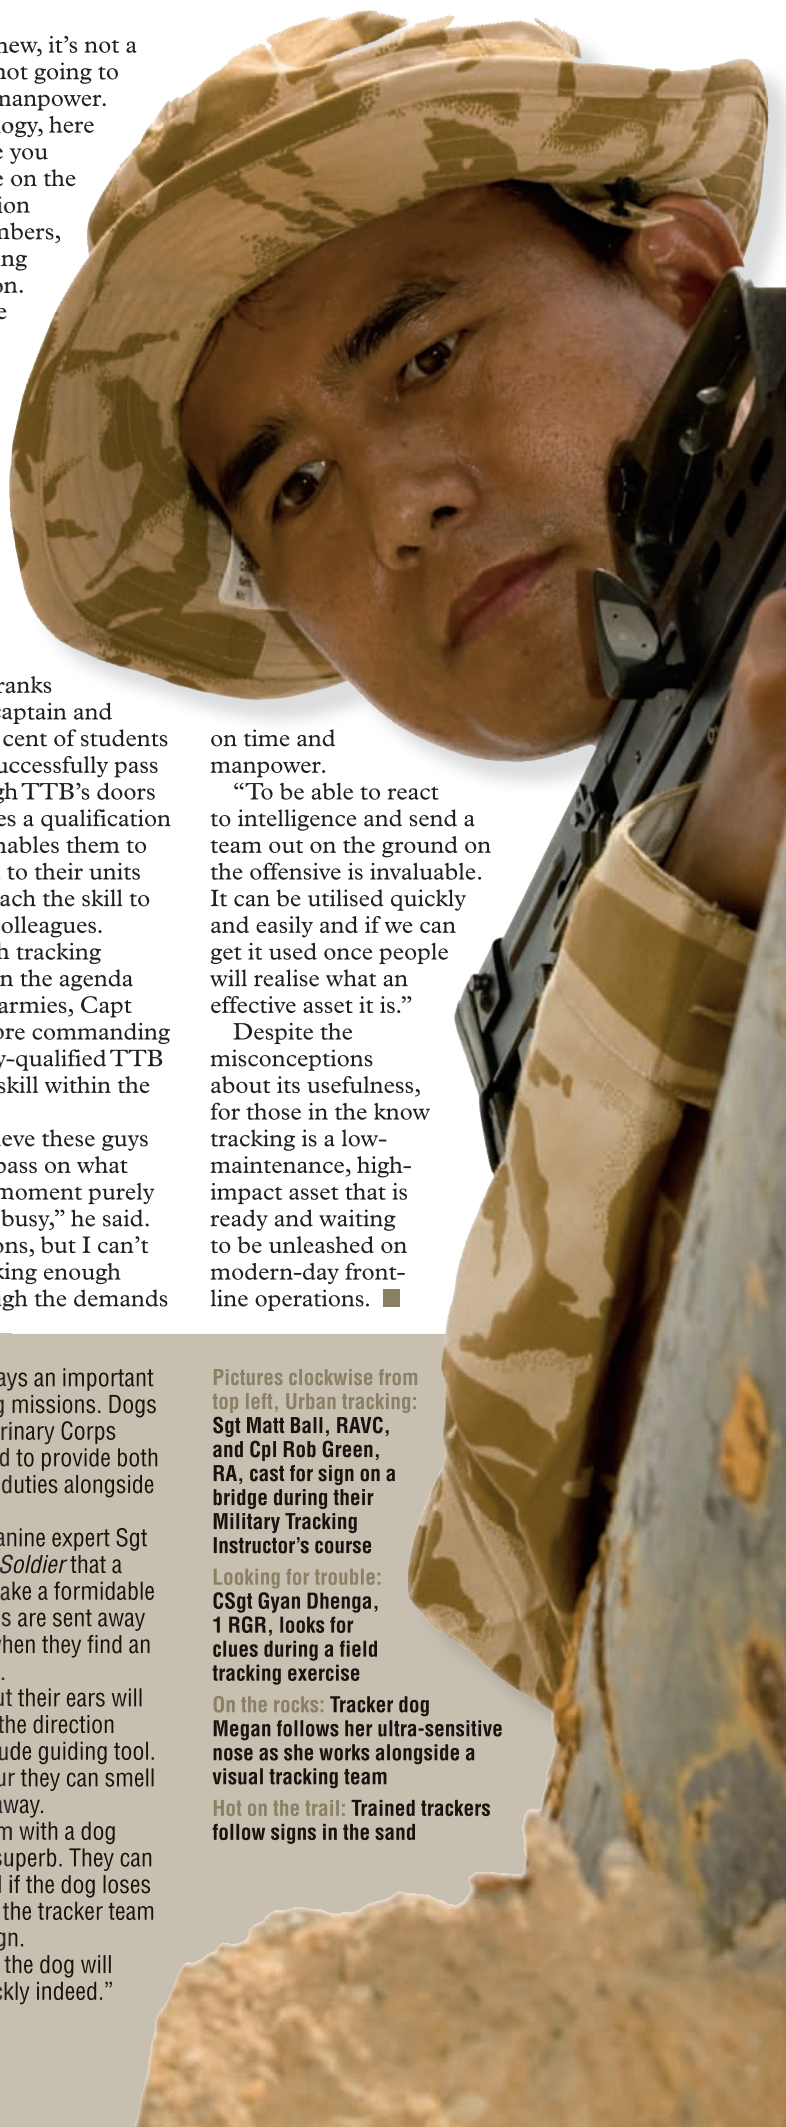 new, it's not a
not going to
manpower.
logy, here
e you
e on the
ion
mbers,
ng
on.
e
ranks
captain and
cent of students
uccessfully pass
gh TTB's doors
es a qualification
nables them to
to their units
ach the skill to
olleagues.
h tracking
n the agenda
armies, Capt
ore commanding
y-qualified TTB
skill within the
ieve these guys
pass on what
moment purely
busy," he said.
ons, but I can't
king enough
igh the demands
on time and
manpower.
"To be able to react
to intelligence and send a
team out on the ground on
the offensive is invaluable.
It can be utilised quickly
and easily and if we can
get it used once people
will realise what an
effective asset it is."
Despite the
misconceptions
about its usefulness,
for those in the know
tracking is a low-
maintenance, high-
impact asset that is
ready and waiting
to be unleashed on
modern-day front-
line operations.
ays an important
g missions. Dogs
rinary Corps
d to provide both
duties alongside
anine expert Sgt
Soldier that a
ake a formidable
s are sent away
when they find an
.
ut their ears will
the direction
ude guiding tool.
ur they can smell
away.
m with a dog
superb. They can
if the dog loses
the tracker team
gn.
the dog will
ckly indeed."
Pictures clockwise from
top left, Urban tracking:
Sgt Matt Ball, RAVC,
and Cpl Rob Green,
RA, cast for sign on a
bridge during their
Military Tracking
Instructor's course
Looking for trouble:
CSgt Gyan Dhenga,
1 RGR, looks for
clues during a field
tracking exercise
On the rocks: Tracker dog
Megan follows her ultra-sensitive
nose as she works alongside a
visual tracking team
Hot on the trail: Trained trackers
follow signs in the sand